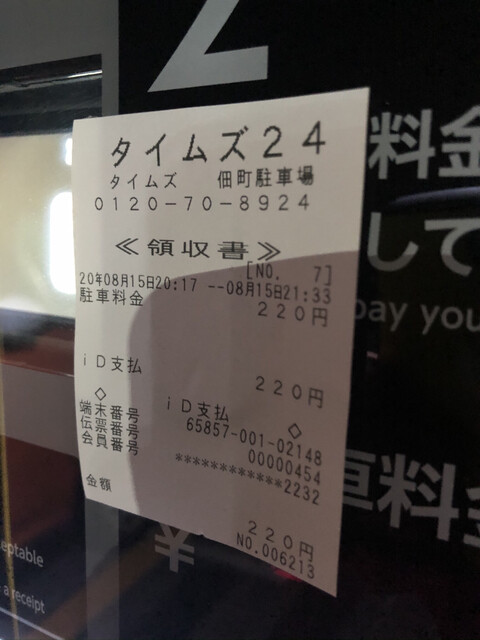 2
料金
して
pay you
タイムズ24
タイムズ 佃町駐車場
0120-70-8924
≪領収書≫
[NO. 7]
20年08月15日20:17 --08月15日21:33
駐車料金 220円
iD支払 220円
◇ iD支払 ◇
端末番号 65857-001-02148
伝票番号 00000454
会員番号 ************2232
金額 220円
NO.006213
車料金
¥
eptable
a receipt